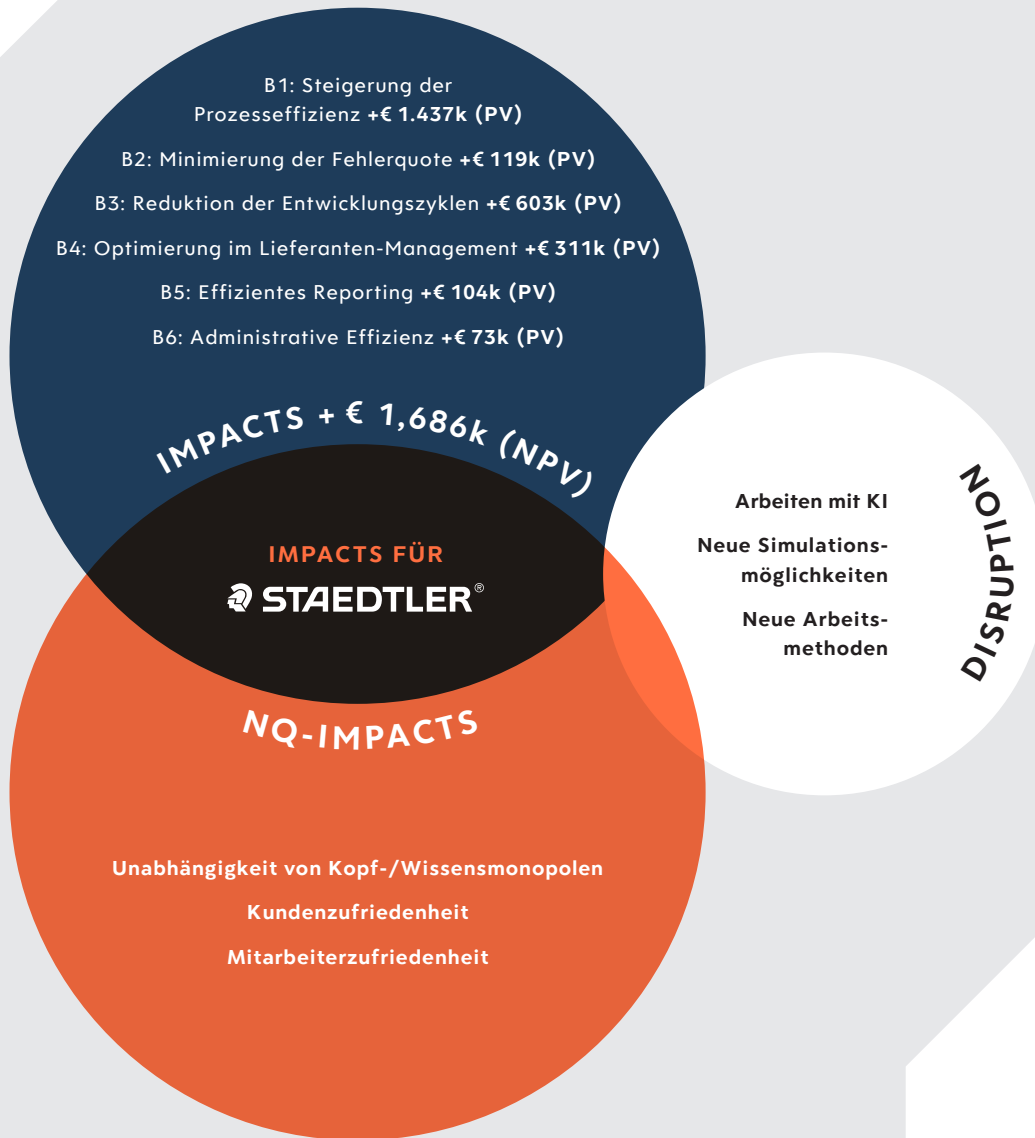 B1: Steigerung der
Prozesseffizienz +€ 1.437k (PV)
B2: Minimierung der Fehlerquote +€ 119k (PV)
B3: Reduktion der Entwicklungszyklen +€ 603k (PV)
B4: Optimierung im Lieferanten-Management +€ 311k (PV)
B5: Effizientes Reporting +€ 104k (PV)
B6: Administrative Effizienz +€ 73k (PV)
IMPACTS + € 1,686k (NPV)
IMPACTS FÜR
STAEDTLER®
NQ-IMPACTS
Unabhängigkeit von Kopf-/Wissensmonopolen
Kundenzufriedenheit
Mitarbeiterzufriedenheit
Arbeiten mit KI
Neue Simulations-
möglichkeiten
Neue Arbeits-
methoden
DISRUPTION